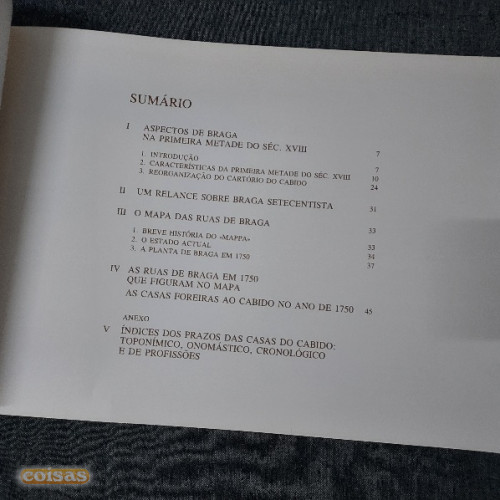 SUMÁRIO
I ASPECTOS DE BRAGA
NA PRIMEIRA METADE DO SÉC. XVIII 7
1. INTRODUÇÃO 7
2. CARACTERÍSTICAS DA PRIMEIRA METADE DO SÉC. XVIII 10
3. REORGANIZAÇÃO DO CARTÓRIO DO CABIDO 24
II UM RELANCE SOBRE BRAGA SETECENTISTA 31
III O MAPA DAS RUAS DE BRAGA 33
1. BREVE HISTÓRIA DO «MAPPA» 33
2. O ESTADO ACTUAL 34
3. A PLANTA DE BRAGA EM 1750 37
IV AS RUAS DE BRAGA EM 1750
QUE FIGURAM NO MAPA
AS CASAS FOREIRAS AO CABIDO NO ANO DE 1750 45
ANEXO
V ÍNDICES DOS PRAZOS DAS CASAS DO CABIDO:
TOPONÍMICO, ONOMÁSTICO, CRONOLÓGICO
E DE PROFISSÕES
coisas